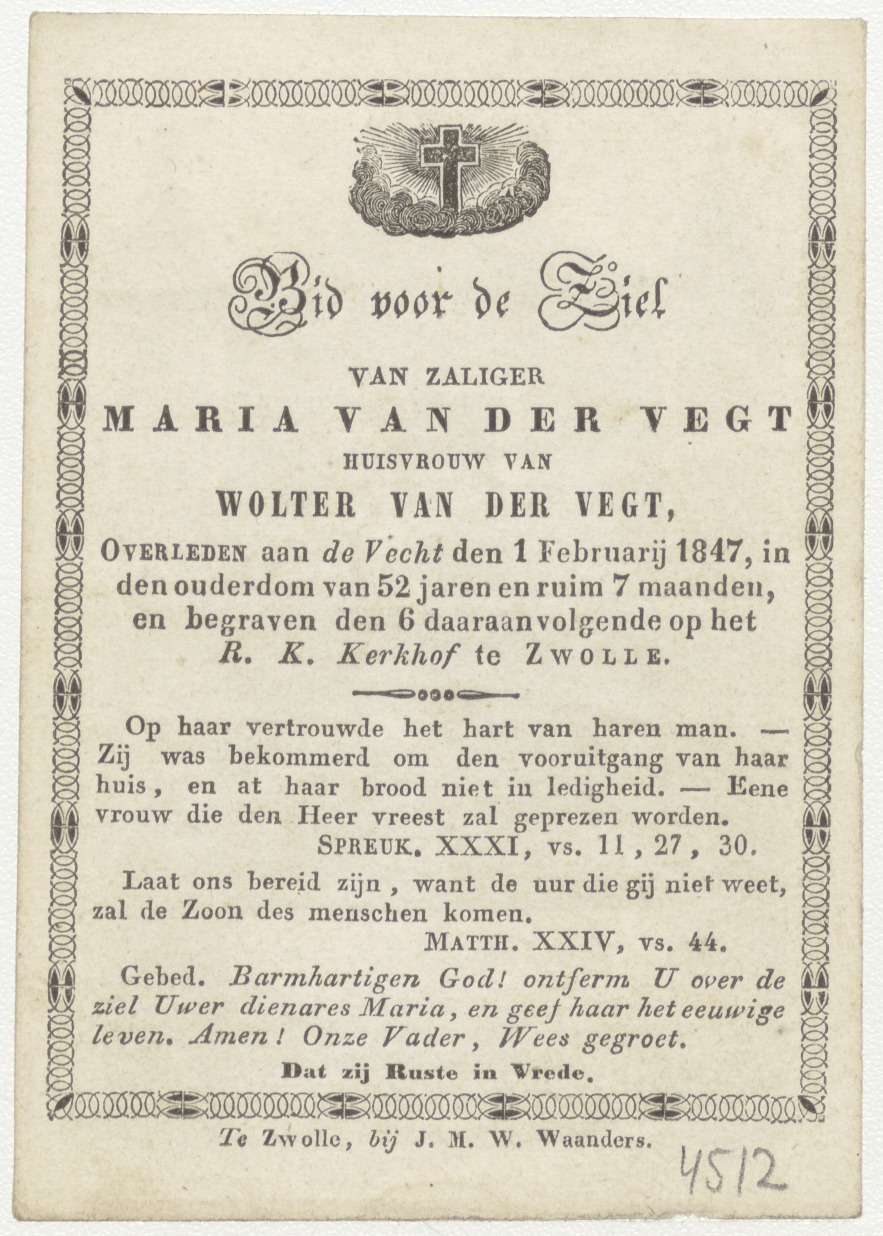 Bid voor de Ziel
VAN ZALIGER
MARIA VAN DER VEGT
HUISVROUW VAN
WOLTER VAN DER VEGT,
OVERLEDEN aan de Vecht den 1 Februarij 1847, in
den ouderdom van 52 jaren en ruim 7 maanden,
en begraven den 6 daaraanvolgende op het
R. K. Kerkhof te ZWOLLE.
Op haar vertrouwde het hart van haren man. —
Zij was bekommerd om den vooruitgang van haar
huis, en at haar brood niet in ledigheid. — Eene
vrouw die den Heer vreest zal geprezen worden.
SPREUK. XXXI, vs. 11, 27, 30.
Laat ons bereid zijn, want de uur die gij niet weet,
zal de Zoon des menschen komen.
MATTH. XXIV, vs. 44.
Gebed. Barmhartigen God! ontferm U over de
ziel Uwer dienares Maria, en geef haar het eeuwige
leven. Amen! Onze Vader, Wees gegroet.
Dat zij Ruste in Vrede.
Te Zwolle, bij J. M. W. Waanders.
4512